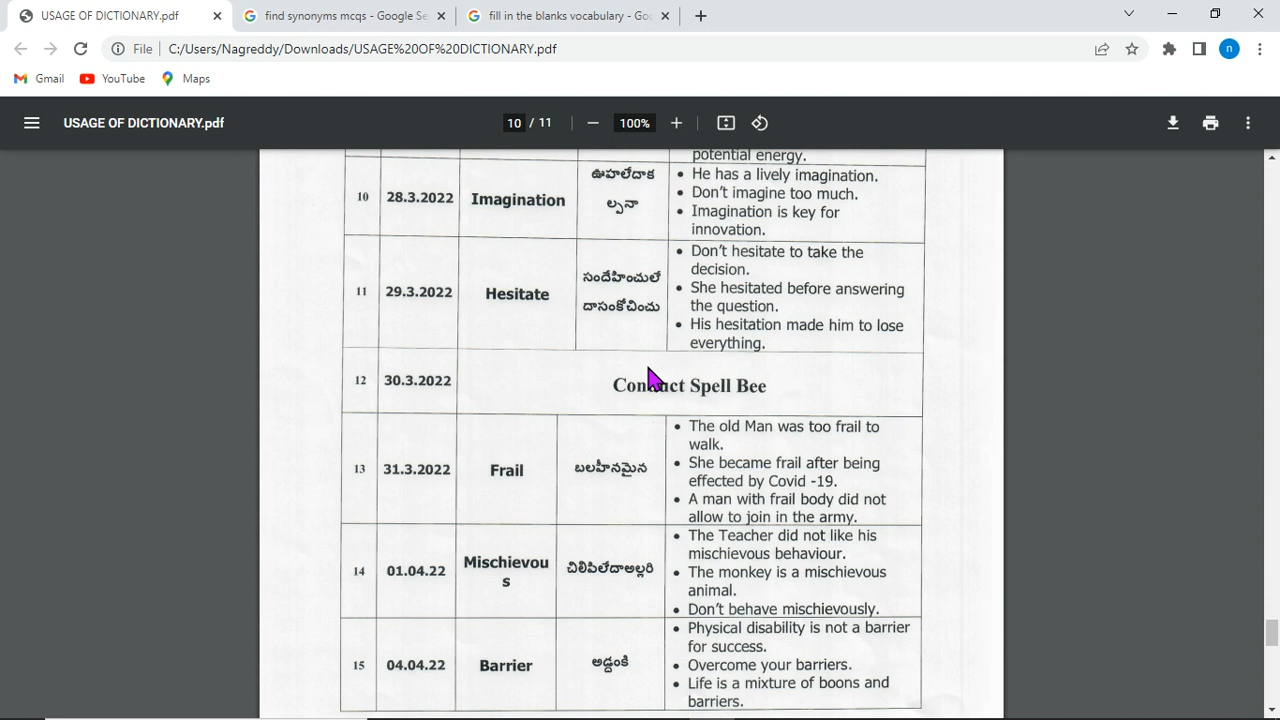 USAGE OF DICTIONARY.pdf
find synonyms mcqs - Google Se
fill in the blanks vocabulary - Goo
File
C:/Users/Nagreddy/Downloads/USAGE%20OF%20DICTIONARY.pdf
n
Gmail
YouTube
Maps
USAGE OF DICTIONARY.pdf
10 / 11
100%
potential energy.
10
28.3.2022
Imagination
ఊహలేదాక
ల్పనా
• He has a lively imagination.
• Don't imagine too much.
• Imagination is key for
innovation.
11
29.3.2022
Hesitate
సందేహించులే
దాసంకోచించు
• Don't hesitate to take the
decision.
• She hesitated before answering
the question.
• His hesitation made him to lose
everything.
12
30.3.2022
Conduct Spell Bee
13
31.3.2022
Frail
బలహీనమైన
• The old Man was too frail to
walk.
• She became frail after being
effected by Covid -19.
• A man with frail body did not
allow to join in the army.
14
01.04.22
Mischievou
s
చిలిపిలేదాఅల్లరి
• The Teacher did not like his
mischievous behaviour.
• The monkey is a mischievous
animal.
• Don't behave mischievously.
15
04.04.22
Barrier
అడ్డంకి
• Physical disability is not a barrier
for success.
• Overcome your barriers.
• Life is a mixture of boons and
barriers.